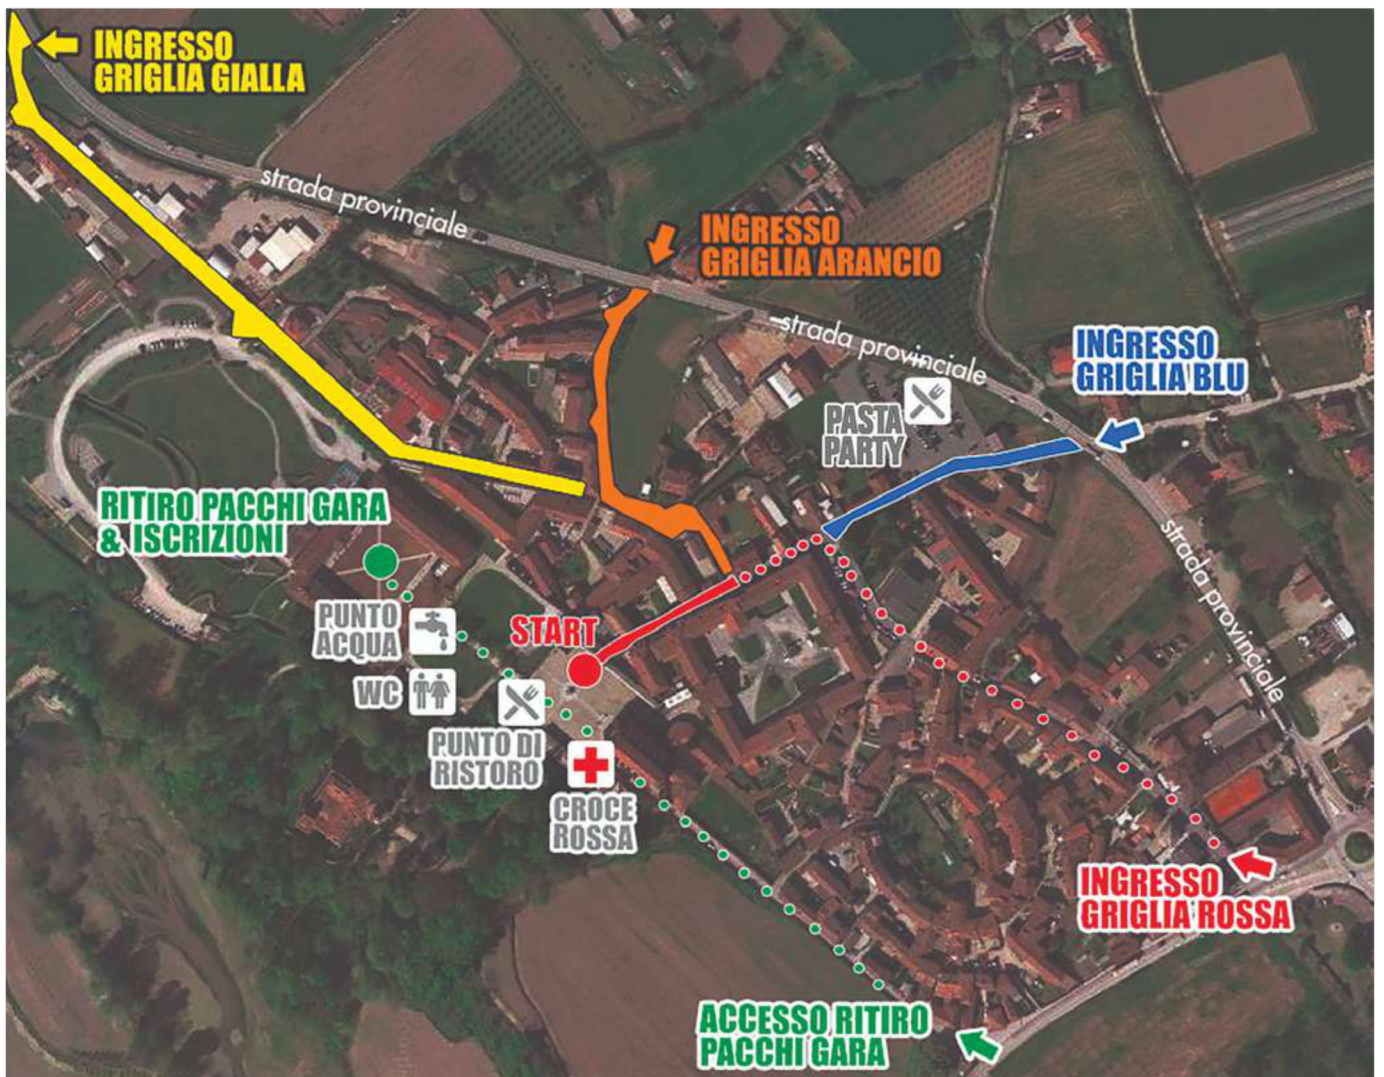 INGRESSO
GRIGLIA GIALLA
strada provinciale
INGRESSO
GRIGLIA ARANCIO
strada provinciale
INGRESSO
GRIGLIA BLU
PASTA
PARTY
RITIRO PACCHI GARA
& ISCRIZIONI
strada provinciale
PUNTO
ACQUA
START
WC
PUNTO DI
RISTORO
CROCE
ROSSA
INGRESSO
GRIGLIA ROSSA
ACCESSO RITIRO
PACCHI GARA